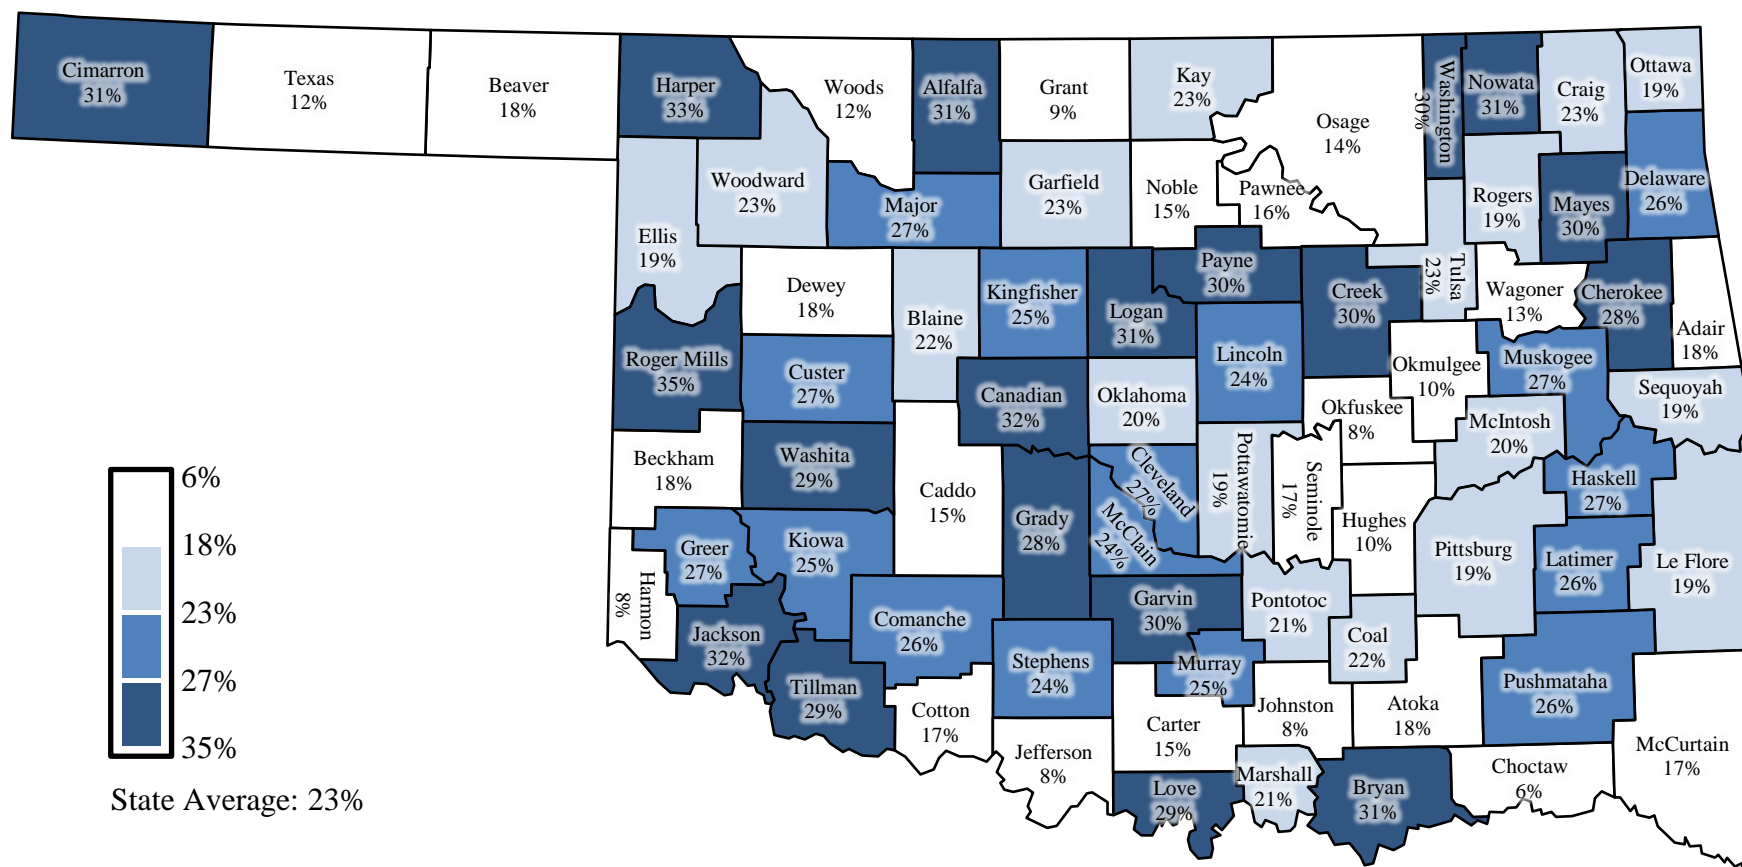 Cimarron
31%
Texas
12%
Beaver
18%
Harper
33%
Woods
12%
Alfalfa
31%
Grant
9%
Kay
23%
Osage
14%
Washington
30%
Nowata
31%
Craig
23%
Ottawa
19%
Woodward
23%
Major
27%
Garfield
23%
Noble
15%
Pawnee
16%
Rogers
19%
Mayes
30%
Delaware
26%
Ellis
19%
Dewey
18%
Blaine
22%
Kingfisher
25%
Logan
31%
Payne
30%
Creek
30%
Tulsa
23%
Wagoner
13%
Cherokee
28%
Adair
18%
Roger Mills
35%
Custer
27%
Canadian
32%
Oklahoma
20%
Lincoln
24%
Okmulgee
10%
Muskogee
27%
Sequoyah
19%
Okfuskee
8%
McIntosh
20%
Beckham
18%
Washita
29%
Caddo
15%
Grady
28%
Cleveland
27%
McClain
24%
Pottawatomie
19%
Seminole
17%
Hughes
10%
Haskell
27%
Pittsburg
19%
Latimer
26%
Le Flore
19%
Greer
27%
Kiowa
25%
Harmon
8%
Jackson
32%
Comanche
26%
Garvin
30%
Pontotoc
21%
Coal
22%
Stephens
24%
Murray
25%
Tillman
29%
Cotton
17%
Carter
15%
Johnston
8%
Atoka
18%
Pushmataha
26%
McCurtain
17%
Jefferson
8%
Love
29%
Marshall
21%
Bryan
31%
Choctaw
6%
6%
18%
23%
27%
35%
State Average: 23%